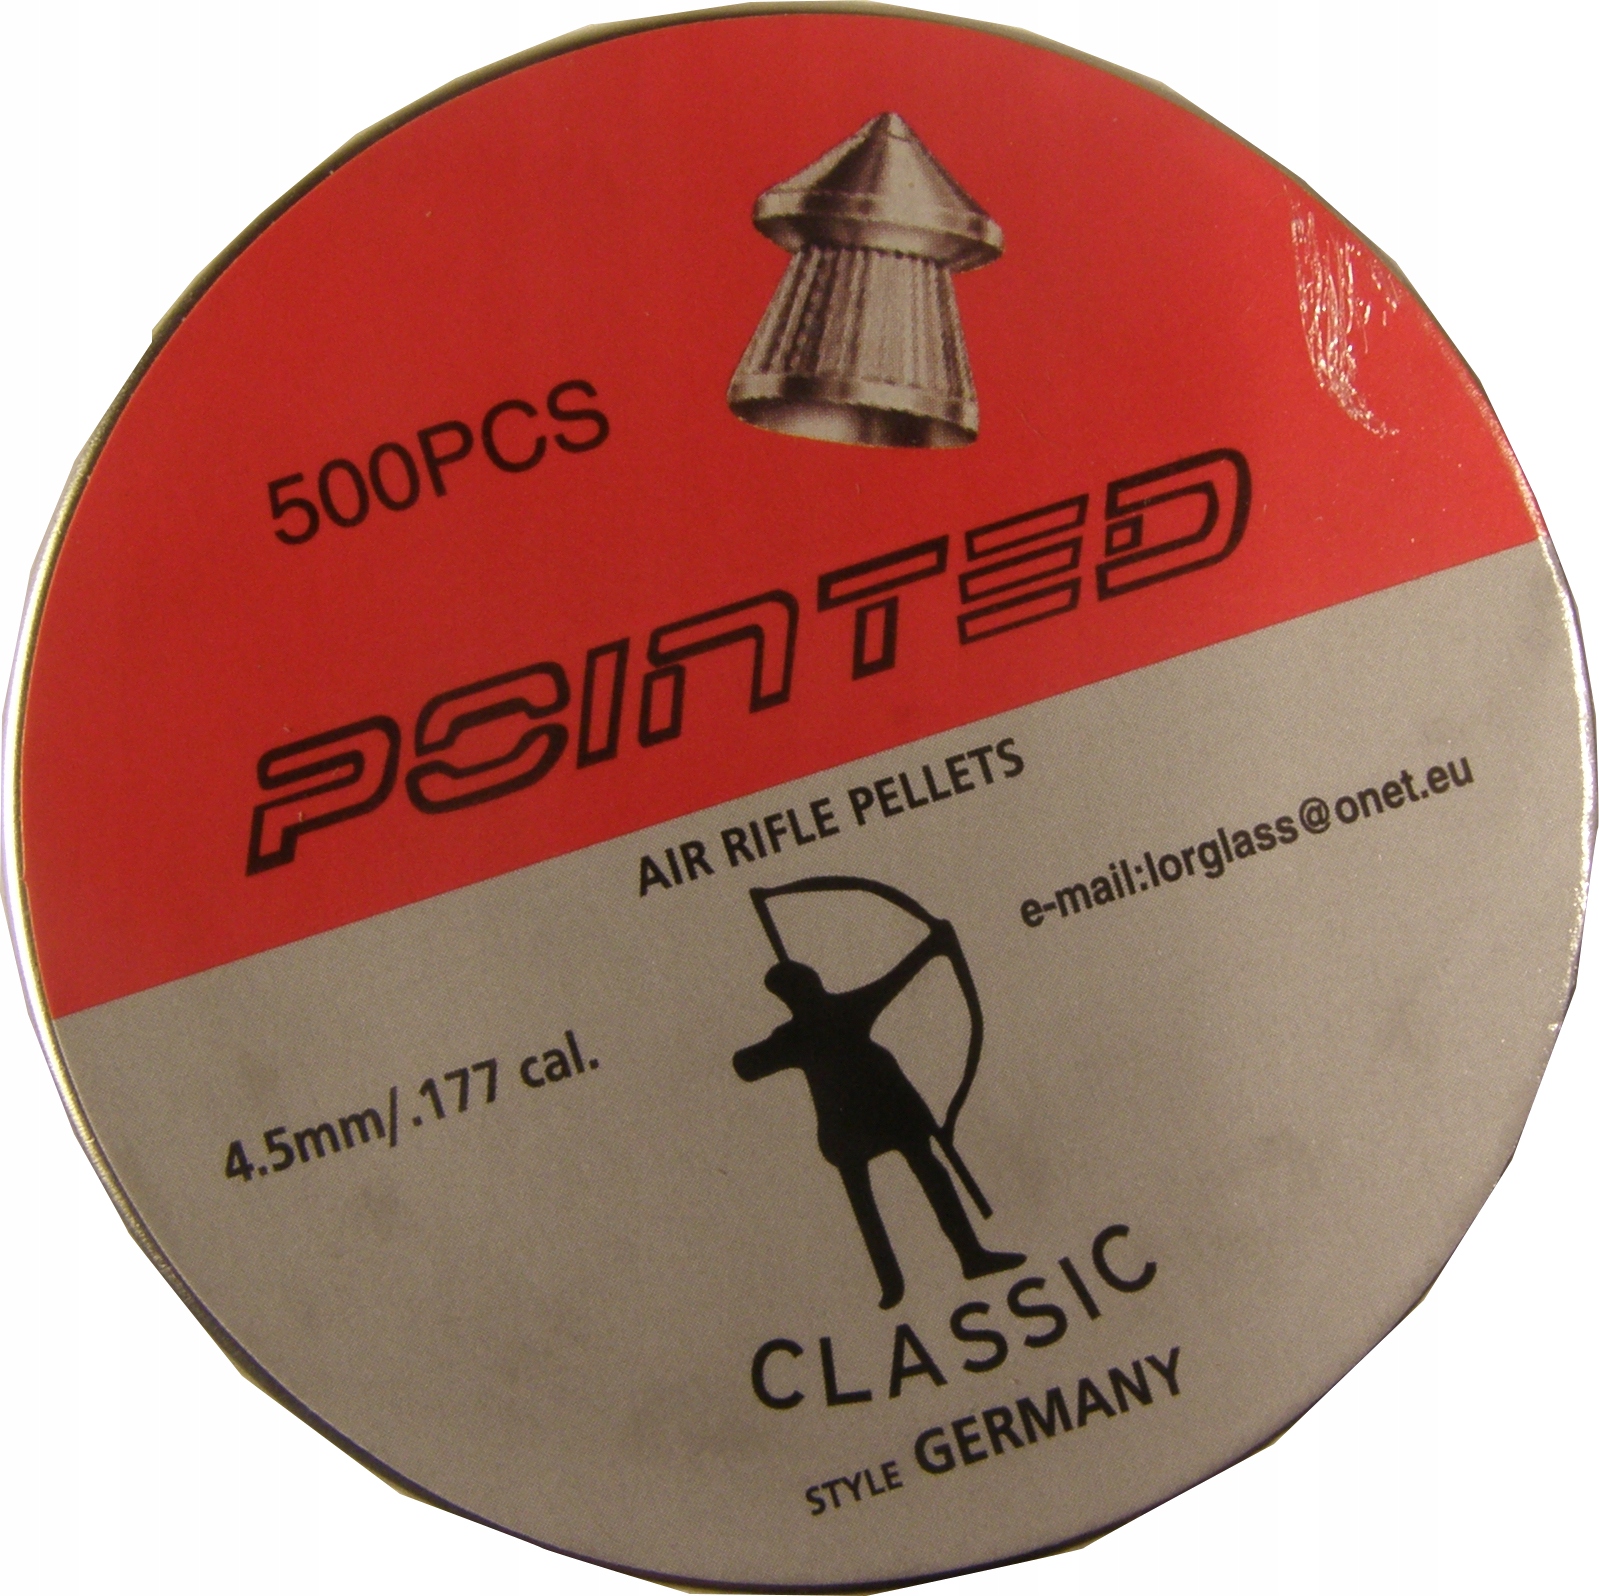 500PCS
POINTED
AIR RIFLE PELLETS
e-mail:lorglass@onet.eu
4.5mm/.177 cal.
CLASSIC
STYLE GERMANY